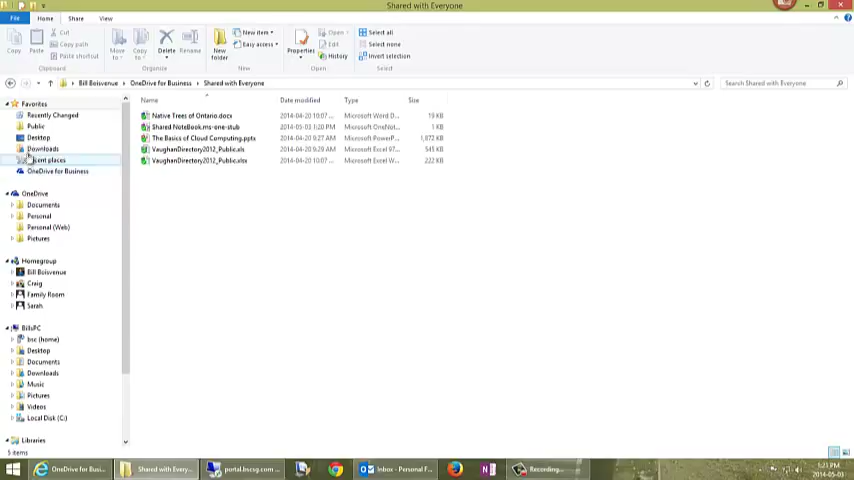 Shared with Everyone
File Home Share View
Copy
Paste
Cut
Copy path
Paste shortcut
Move to
Copy to
Delete
Rename
New folder
New item
Easy access
Properties
Open
Edit
History
Select all
Select none
Invert selection
Clipboard Organize New Open Select
Bill Boisvenue OneDrive for Business Shared with Everyone
Search Shared with Everyone
Name Date modified Type Size
Native Trees of Ontario.docx 2014-04-20 10:07 ... Microsoft Word D... 19 KB
Shared NoteBook.ms-one-stub 2014-05-03 1:20 PM Microsoft OneNot... 1 KB
The Basics of Cloud Computing.pptx 2014-04-20 9:27 AM Microsoft PowerP... 1,872 KB
VaughanDirectory2012_Public.xls 2014-04-20 9:29 AM Microsoft Excel 97... 545 KB
VaughanDirectory2012_Public.xlsx 2014-04-20 10:07 ... Microsoft Excel W... 222 KB
Favorites
Recently Changed
Public
Desktop
Downloads
places
OneDrive for Business
OneDrive
Documents
Personal
Personal (Web)
Pictures
Homegroup
Bill Boisvenue
Craig
Family Room
Sarah
BillsPC
bsc (home)
Desktop
Documents
Downloads
Music
Pictures
Videos
Local Disk (C:)
Libraries
5 items
OneDrive for Busi... Shared with Every... portal.bscsg.com ... Inbox - Personal F... Recording...
1:21 PM
2014-05-03